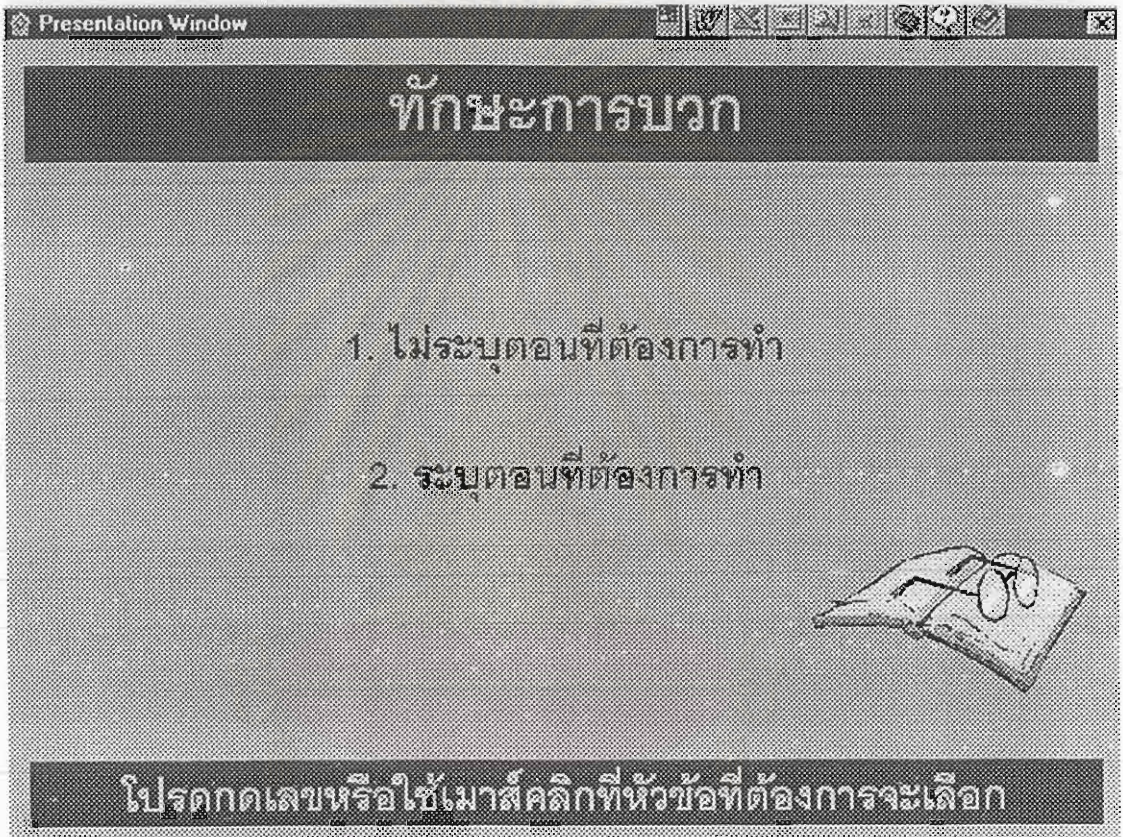 Presentation Window
ทักษะการบวก
1. ไม่ระบุตอนที่ต้องการทำ
2. ระบุตอนที่ต้องการทำ
โปรดกดเลขหรือใช้เมาส์คลิกที่หัวข้อที่ต้องการจะเลือก